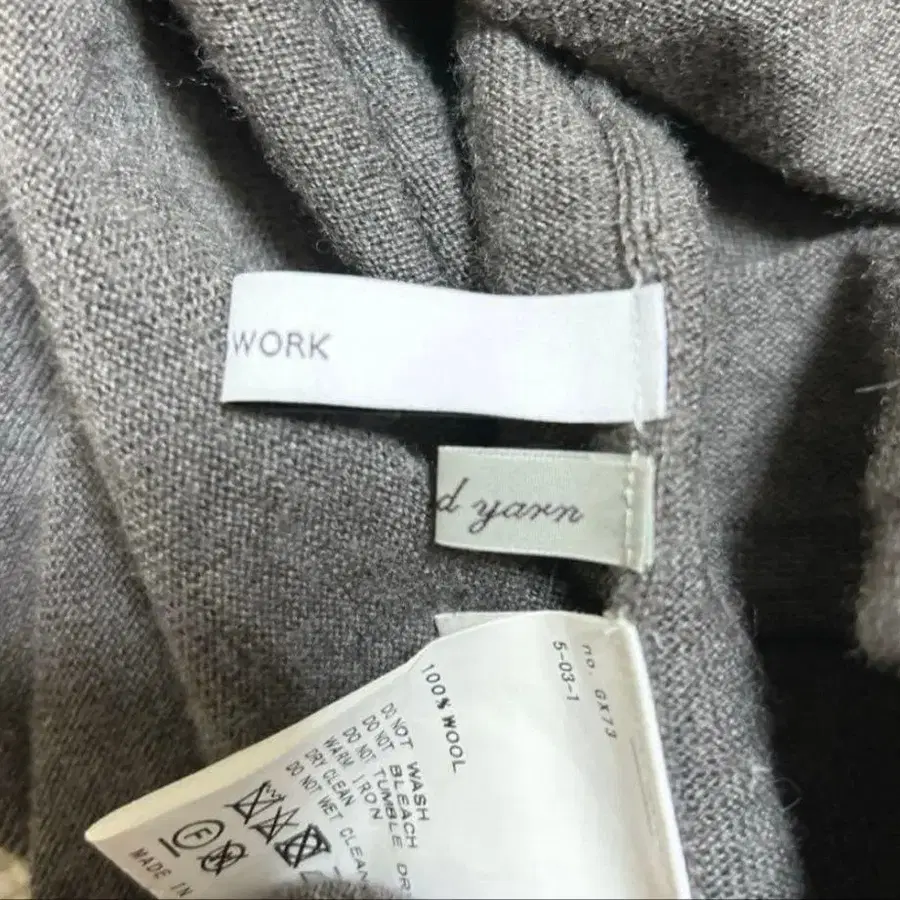 WORK
d yarn
no. GX73
5-03-1
100% WOOL
DO NOT WASH
DO NOT BLEACH
DO NOT TUMBLE DR
WARM IRON
DRY CLEAN
DO NOT WET CLEAN
F
W
MADE IN